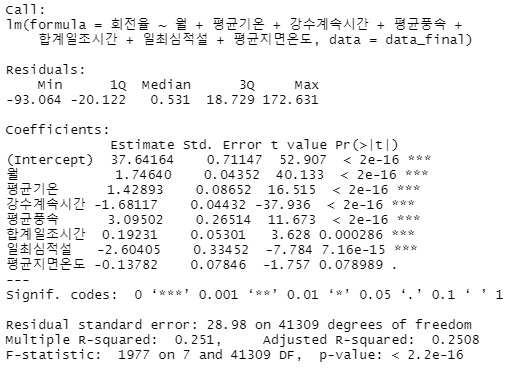 Call:
lm(formula = 회전율 ~ 월 + 평균기온 + 강수계속시간 + 평균풍속 +
합계일조시간 + 일최심적설 + 평균지면온도, data = data_final)
Residuals:
Min 1Q Median 3Q Max
-93.064 -20.122 0.531 18.729 172.631
Coefficients:
Estimate Std. Error t value Pr(>|t|)
(Intercept) 37.64164 0.71147 52.907 < 2e-16 ***
월 1.74640 0.04352 40.133 < 2e-16 ***
평균기온 1.42893 0.08652 16.515 < 2e-16 ***
강수계속시간 -1.68117 0.04432 -37.936 < 2e-16 ***
평균풍속 3.09502 0.26514 11.673 < 2e-16 ***
합계일조시간 0.19231 0.05301 3.628 0.000286 ***
일최심적설 -2.60405 0.33452 -7.784 7.16e-15 ***
평균지면온도 -0.13782 0.07846 -1.757 0.078989 .
---
Signif. codes: 0 ‘***’ 0.001 ‘**’ 0.01 ‘*’ 0.05 ‘.’ 0.1 ‘ ’ 1
Residual standard error: 28.98 on 41309 degrees of freedom
Multiple R-squared: 0.251, Adjusted R-squared: 0.2508
F-statistic: 1977 on 7 and 41309 DF, p-value: < 2.2e-16